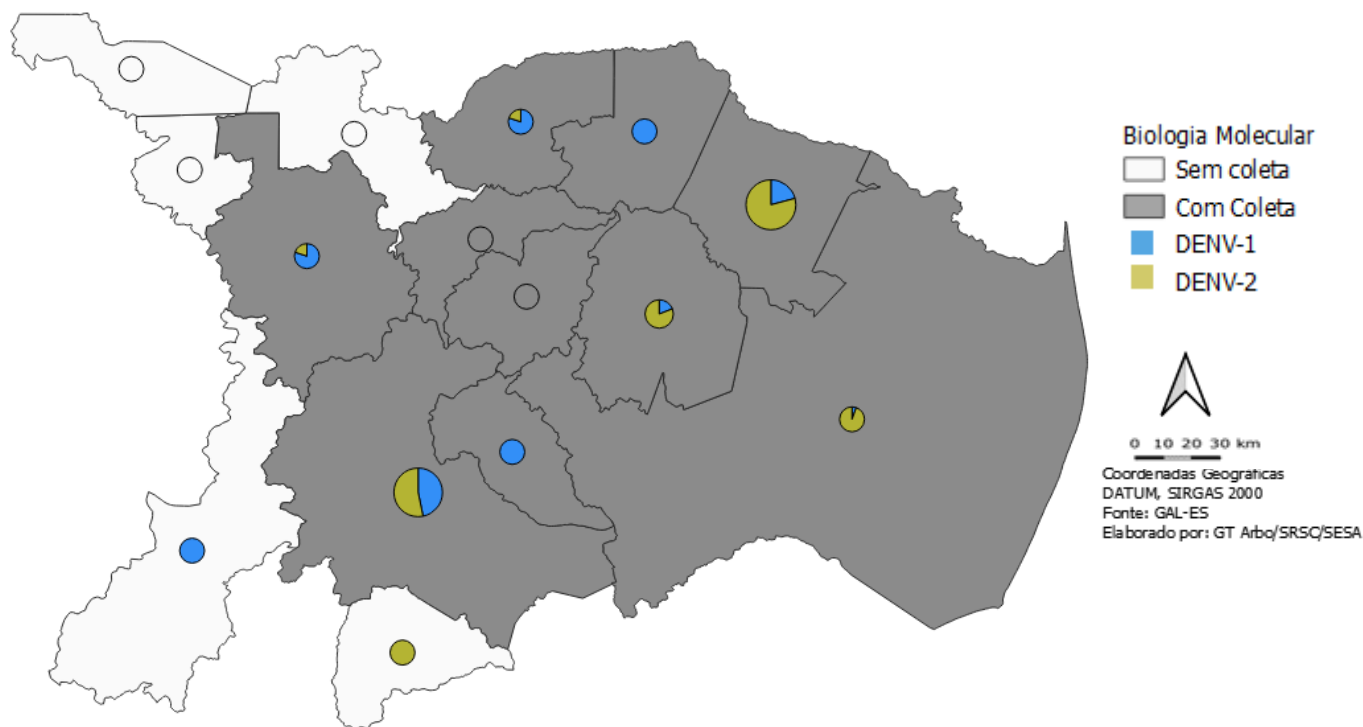 Biologia Molecular
Sem coleta
Com Coleta
DENV-1
DENV-2
0 10 20 30 km
Coordenadas Geográficas
DATUM, SIRGAS 2000
Fonte: GAL-ES
Elaborado por: GT Arbo/SRSC/SESA